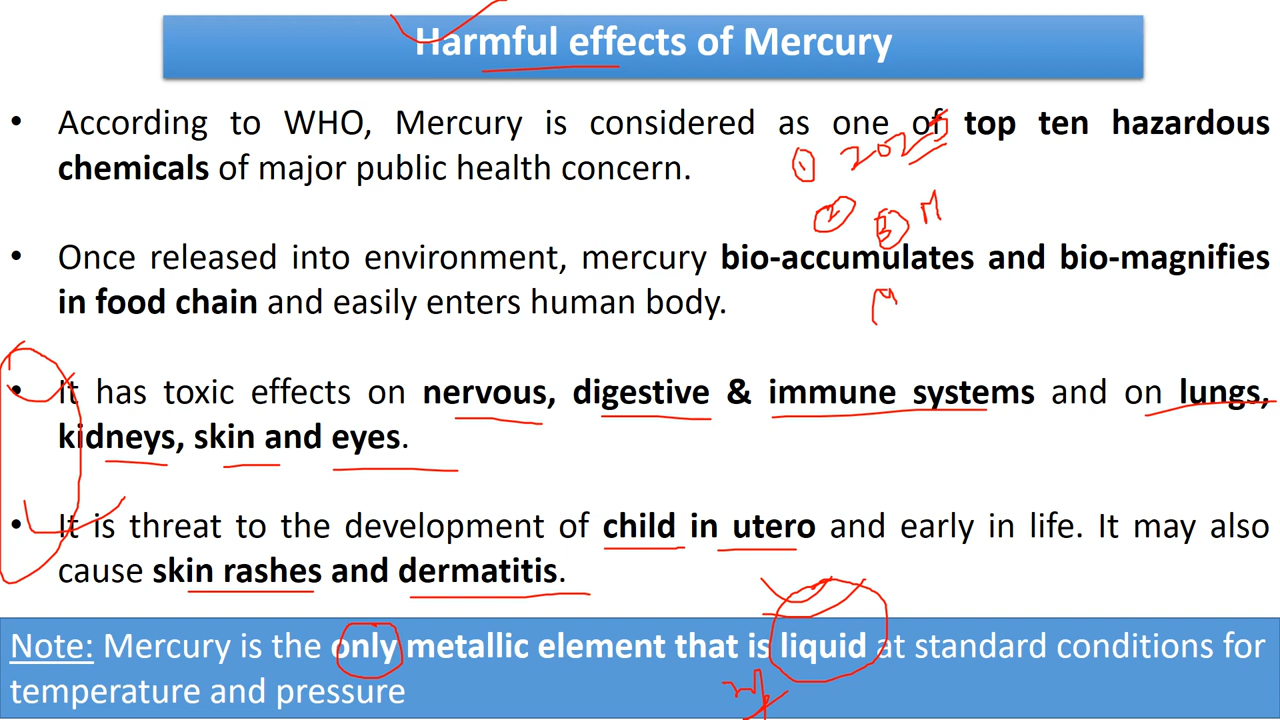 Harmful effects of Mercury
• According to WHO, Mercury is considered as one of top ten hazardous
chemicals of major public health concern.
① 2025
② ③ M
• Once released into environment, mercury bio-accumulates and bio-magnifies
in food chain and easily enters human body.
• It has toxic effects on nervous, digestive & immune systems and on lungs,
kidneys, skin and eyes.
• It is threat to the development of child in utero and early in life. It may also
cause skin rashes and dermatitis.
Note: Mercury is the only metallic element that is liquid at standard conditions for
temperature and pressure